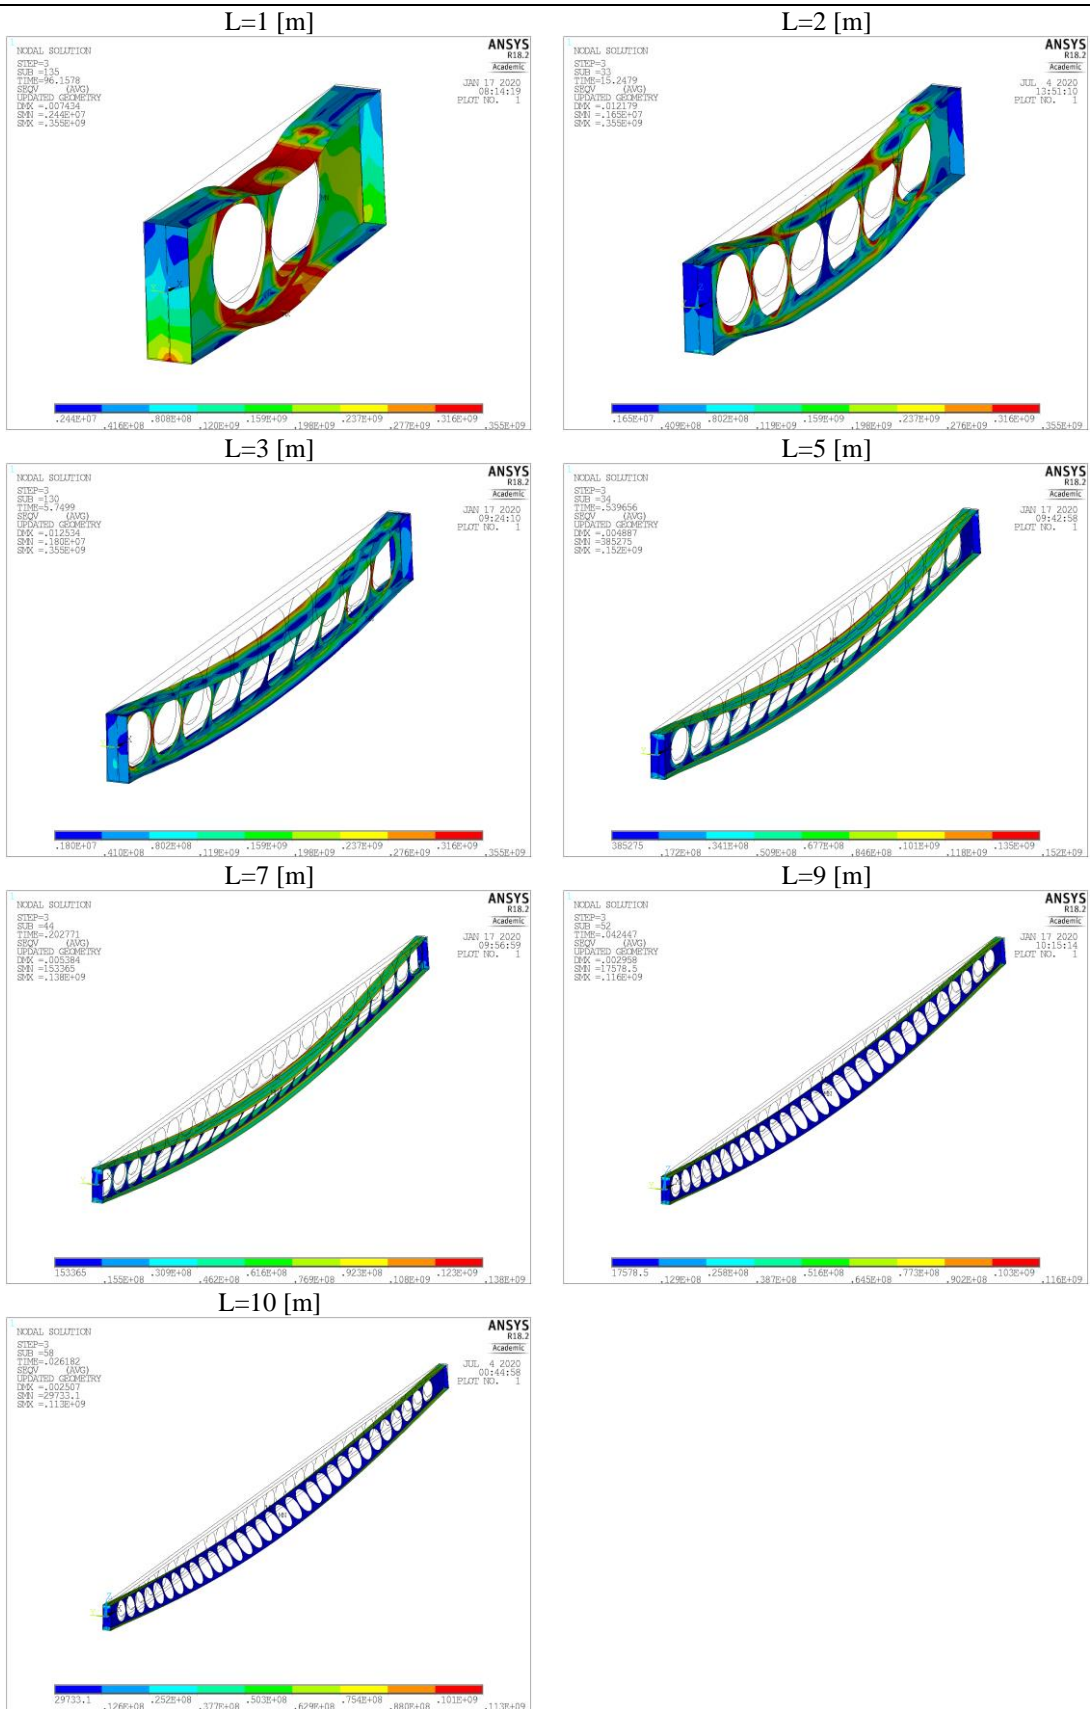 L=1 [m]
1
NODAL SOLUTION
STEP=3
SUB =135
TIME=96.1578
SEQV (AVG)
UPDATED GEOMETRY
DMX =.007434
SMN =.244E+07
SMX =.355E+09
ANSYS
R18.2
Academic
JAN 17 2020
08:14:19
PLOT NO. 1
.244E+07 .808E+08 .159E+09 .237E+09 .316E+09
.416E+08 .120E+09 .198E+09 .277E+09 .355E+09
L=2 [m]
1
NODAL SOLUTION
STEP=3
SUB =33
TIME=15.2479
SEQV (AVG)
UPDATED GEOMETRY
DMX =.012179
SMN =.165E+07
SMX =.355E+09
ANSYS
R18.2
Academic
JUL 4 2020
13:51:10
PLOT NO. 1
.165E+07 .802E+08 .159E+09 .237E+09 .316E+09
.409E+08 .119E+09 .198E+09 .276E+09 .355E+09
L=3 [m]
1
NODAL SOLUTION
STEP=3
SUB =130
TIME=5.7499
SEQV (AVG)
UPDATED GEOMETRY
DMX =.012534
SMN =.180E+07
SMX =.355E+09
ANSYS
R18.2
Academic
JAN 17 2020
09:24:10
PLOT NO. 1
.180E+07 .802E+08 .159E+09 .237E+09 .316E+09
.410E+08 .119E+09 .198E+09 .276E+09 .355E+09
L=5 [m]
1
NODAL SOLUTION
STEP=3
SUB =34
TIME=.539656
SEQV (AVG)
UPDATED GEOMETRY
DMX =.004887
SMN =385275
SMX =.152E+09
ANSYS
R18.2
Academic
JAN 17 2020
09:42:58
PLOT NO. 1
385275 .341E+08 .677E+08 .101E+09 .135E+09
.172E+08 .509E+08 .846E+08 .118E+09 .152E+09
L=7 [m]
1
NODAL SOLUTION
STEP=3
SUB =44
TIME=.202771
SEQV (AVG)
UPDATED GEOMETRY
DMX =.005384
SMN =153365
SMX =.138E+09
ANSYS
R18.2
Academic
JAN 17 2020
09:56:59
PLOT NO. 1
153365 .309E+08 .616E+08 .923E+08 .123E+09
.155E+08 .462E+08 .769E+08 .108E+09 .138E+09
L=9 [m]
1
NODAL SOLUTION
STEP=3
SUB =52
TIME=.042447
SEQV (AVG)
UPDATED GEOMETRY
DMX =.002958
SMN =17578.5
SMX =.116E+09
ANSYS
R18.2
Academic
JAN 17 2020
10:15:14
PLOT NO. 1
17578.5 .258E+08 .516E+08 .773E+08 .103E+09
.129E+08 .387E+08 .645E+08 .902E+08 .116E+09
L=10 [m]
1
NODAL SOLUTION
STEP=3
SUB =58
TIME=.026182
SEQV (AVG)
UPDATED GEOMETRY
DMX =.002507
SMN =29733.1
SMX =.113E+09
ANSYS
R18.2
Academic
JUL 4 2020
00:44:58
PLOT NO. 1
29733.1 .252E+08 .503E+08 .754E+08 .101E+09
.126E+08 .377E+08 .629E+08 .880E+08 .113E+09